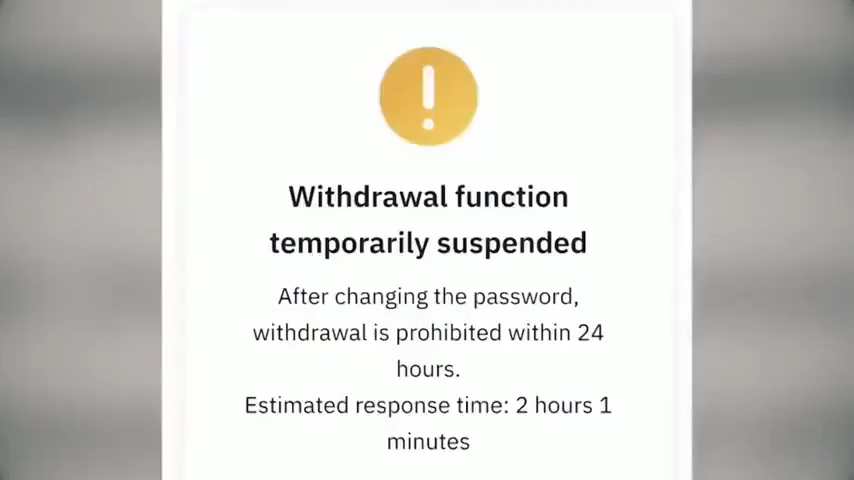 Withdrawal function
temporarily suspended
After changing the password,
withdrawal is prohibited within 24
hours.
Estimated response time: 2 hours 1
minutes